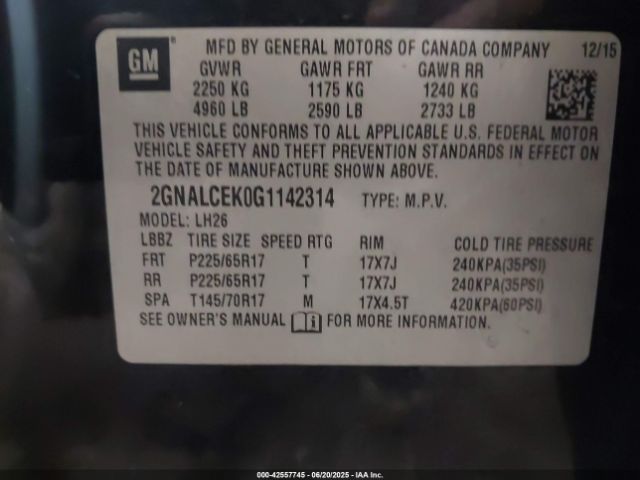 GM ® MFD BY GENERAL MOTORS OF CANADA COMPANY 12/15
GVWR GAWR FRT GAWR RR
2250 KG 1175 KG 1240 KG
4960 LB 2590 LB 2733 LB
THIS VEHICLE CONFORMS TO ALL APPLICABLE U.S. FEDERAL MOTOR
VEHICLE SAFETY AND THEFT PREVENTION STANDARDS IN EFFECT ON
THE DATE OF MANUFACTURE SHOWN ABOVE.
2GNALCEK0G1142314 TYPE: M.P.V.
MODEL: LH26
LBBZ TIRE SIZE SPEED RTG RIM COLD TIRE PRESSURE
FRT P225/65R17 T 17X7J 240KPA(35PSI)
RR P225/65R17 T 17X7J 240KPA(35PSI)
SPA T145/70R17 M 17X4.5T 420KPA(60PSI)
SEE OWNER'S MANUAL i FOR MORE INFORMATION.
000-42557745 - 06/20/2025 - IAA Inc.